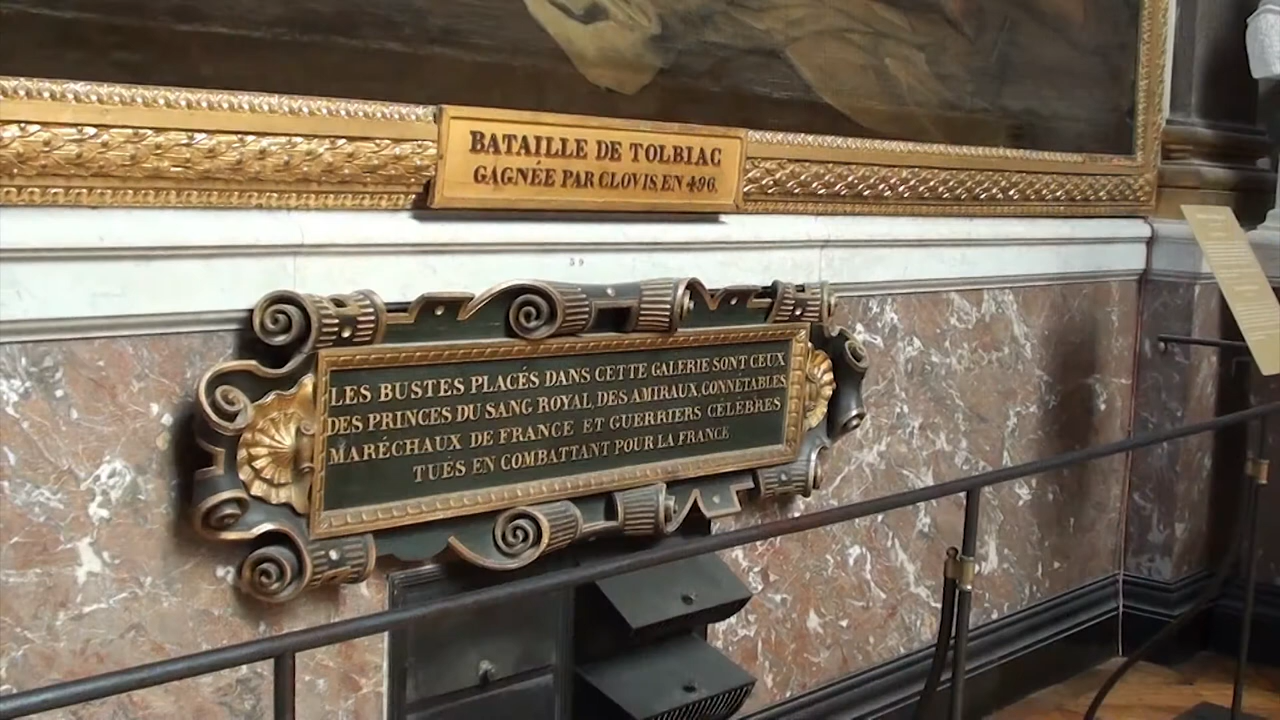 BATAILLE DE TOLBIAC
GAGNÉE PAR CLOVIS, EN 496.
39
LES BUSTES PLACÉS DANS CETTE GALERIE SONT CEUX
DES PRINCES DU SANG ROYAL, DES AMIRAUX, CONNÉTABLES,
MARÉCHAUX DE FRANCE ET GUERRIERS CÉLÈBRES
TUÉS EN COMBATTANT POUR LA FRANCE